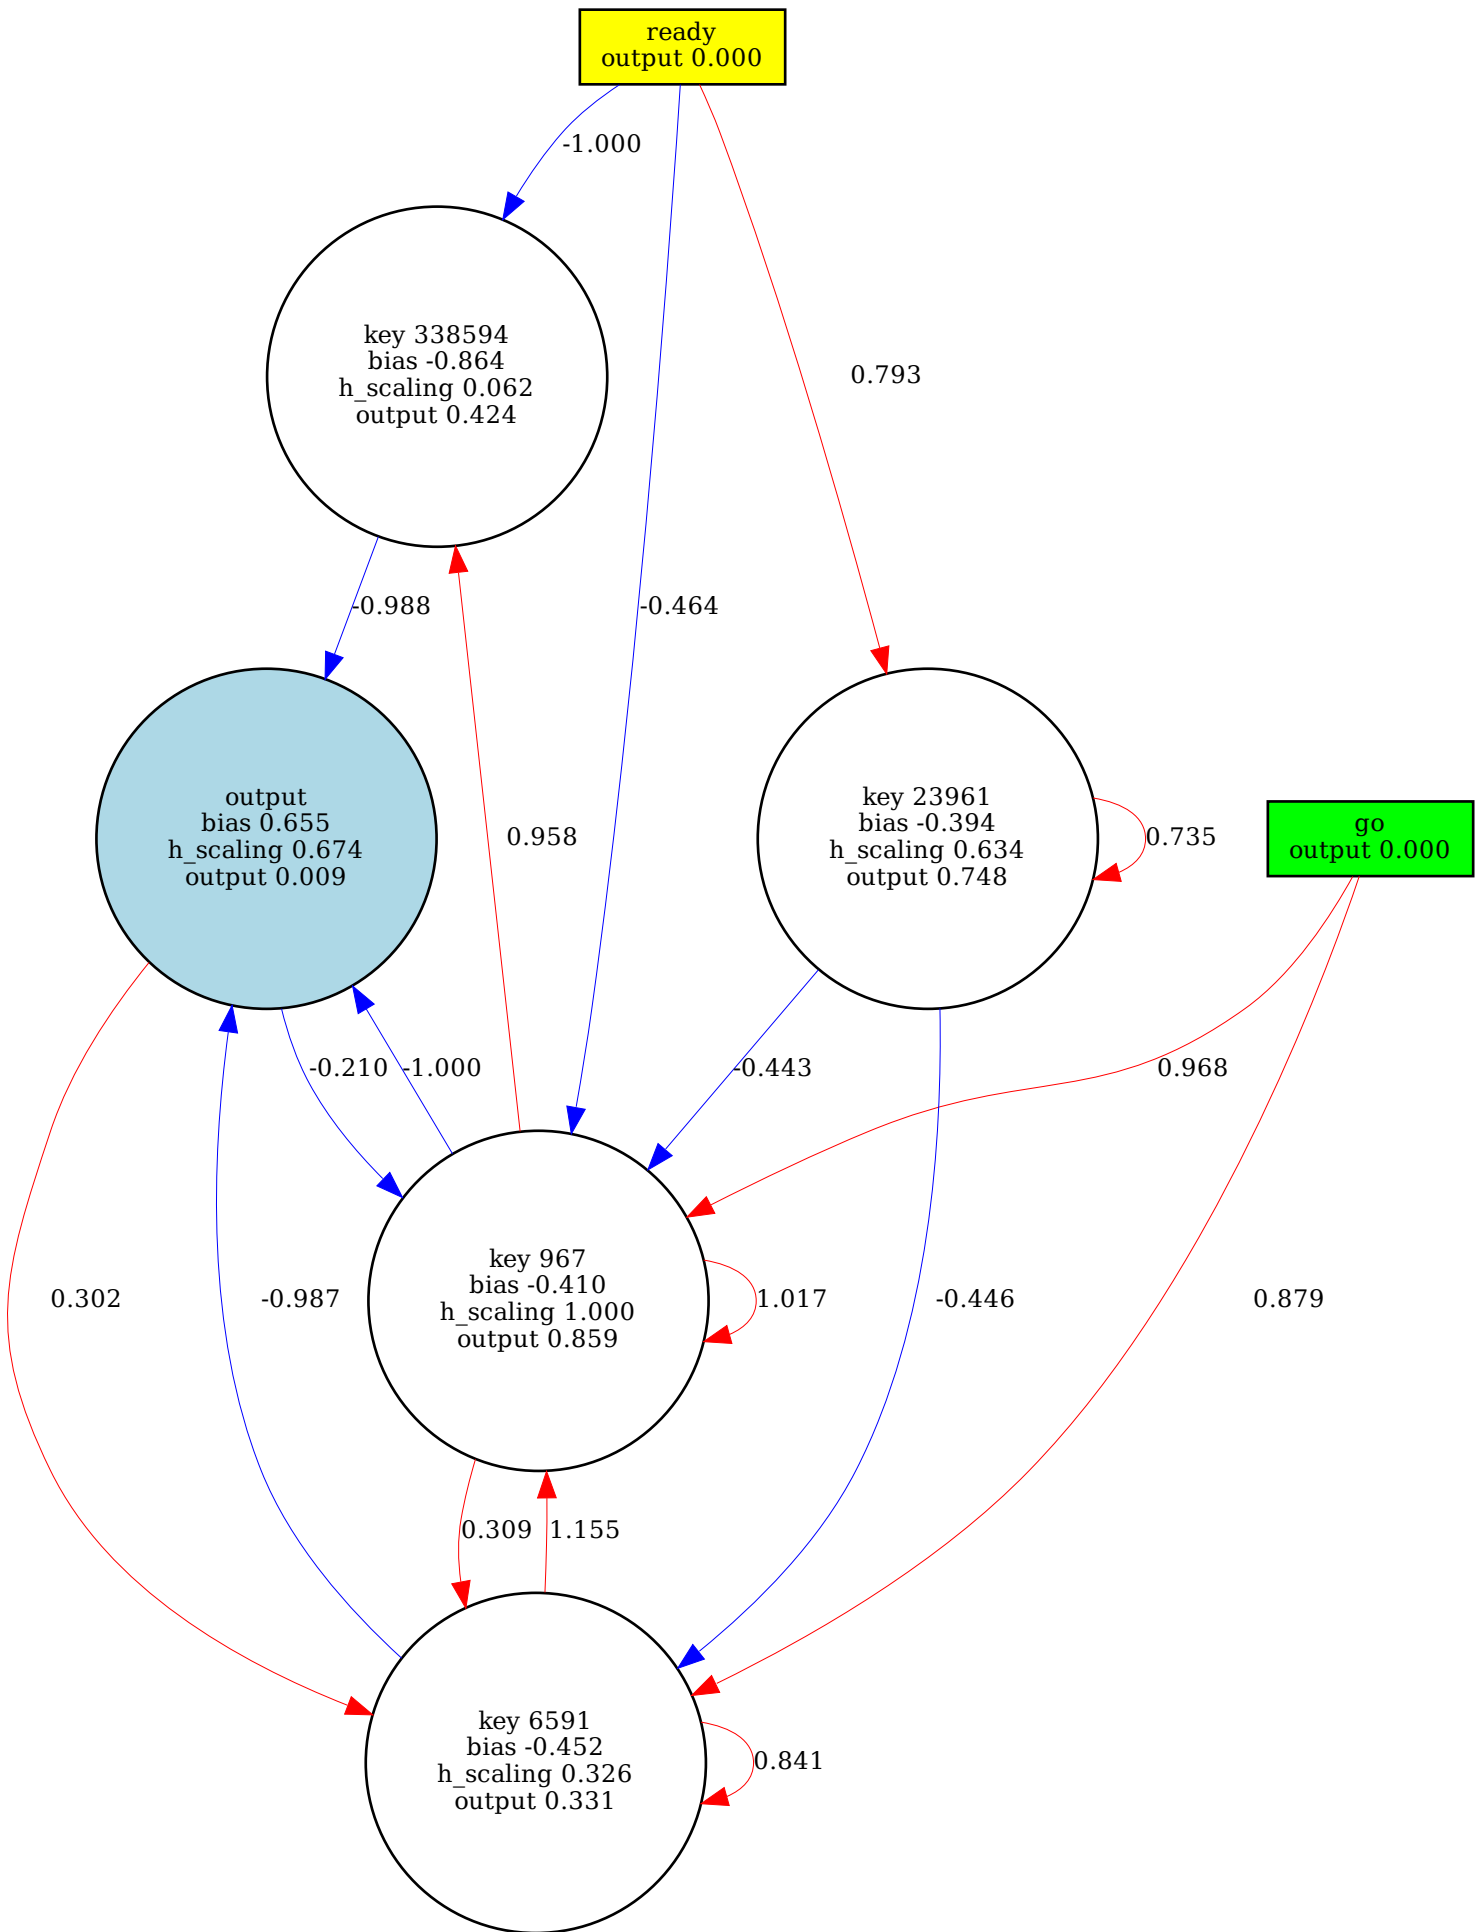 ready
output 0.000
-1.000
key 338594
bias -0.864
h_scaling 0.062
output 0.424
0.793
-0.988
-0.464
output
bias 0.655
h_scaling 0.674
output 0.009
0.958
key 23961
bias -0.394
h_scaling 0.634
output 0.748
0.735
go
output 0.000
-0.210
-1.000
-0.443
0.968
key 967
bias -0.410
h_scaling 1.000
output 0.859
0.302
-0.987
1.017
-0.446
0.879
0.309
1.155
key 6591
bias -0.452
h_scaling 0.326
output 0.331
0.841